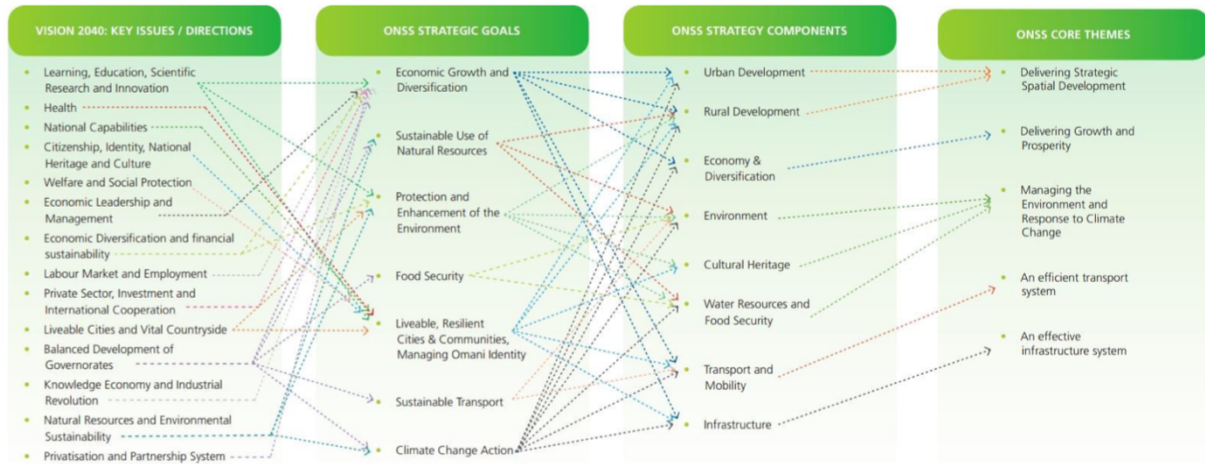 VISION 2040: KEY ISSUES / DIRECTIONS
Learning, Education, Scientific
Research and Innovation
Health
National Capabilities
Citizenship, Identity, National
Heritage and Culture
Welfare and Social Protection
Economic Leadership and
Management
Economic Diversification and financial
sustainability
Labour Market and Employment
Private Sector, Investment and
International Cooperation
Liveable Cities and Vital Countryside
Balanced Development of
Governorates
Knowledge Economy and Industrial
Revolution
Natural Resources and Environmental
Sustainability
Privatisation and Partnership System
ONSS STRATEGIC GOALS
Economic Growth and
Diversification
Sustainable Use of
Natural Resources
Protection and
Enhancement of the
Environment
Food Security
Liveable, Resilient
Cities & Communities,
Managing Omani Identity
Sustainable Transport
Climate Change Action
ONSS STRATEGY COMPONENTS
Urban Development
Rural Development
Economy &
Diversification
Environment
Cultural Heritage
Water Resources and
Food Security
Transport and
Mobility
Infrastructure
ONSS CORE THEMES
Delivering Strategic
Spatial Development
Delivering Growth and
Prosperity
Managing the
Environment and
Response to Climate
Change
An efficient transport
system
An effective
infrastructure system